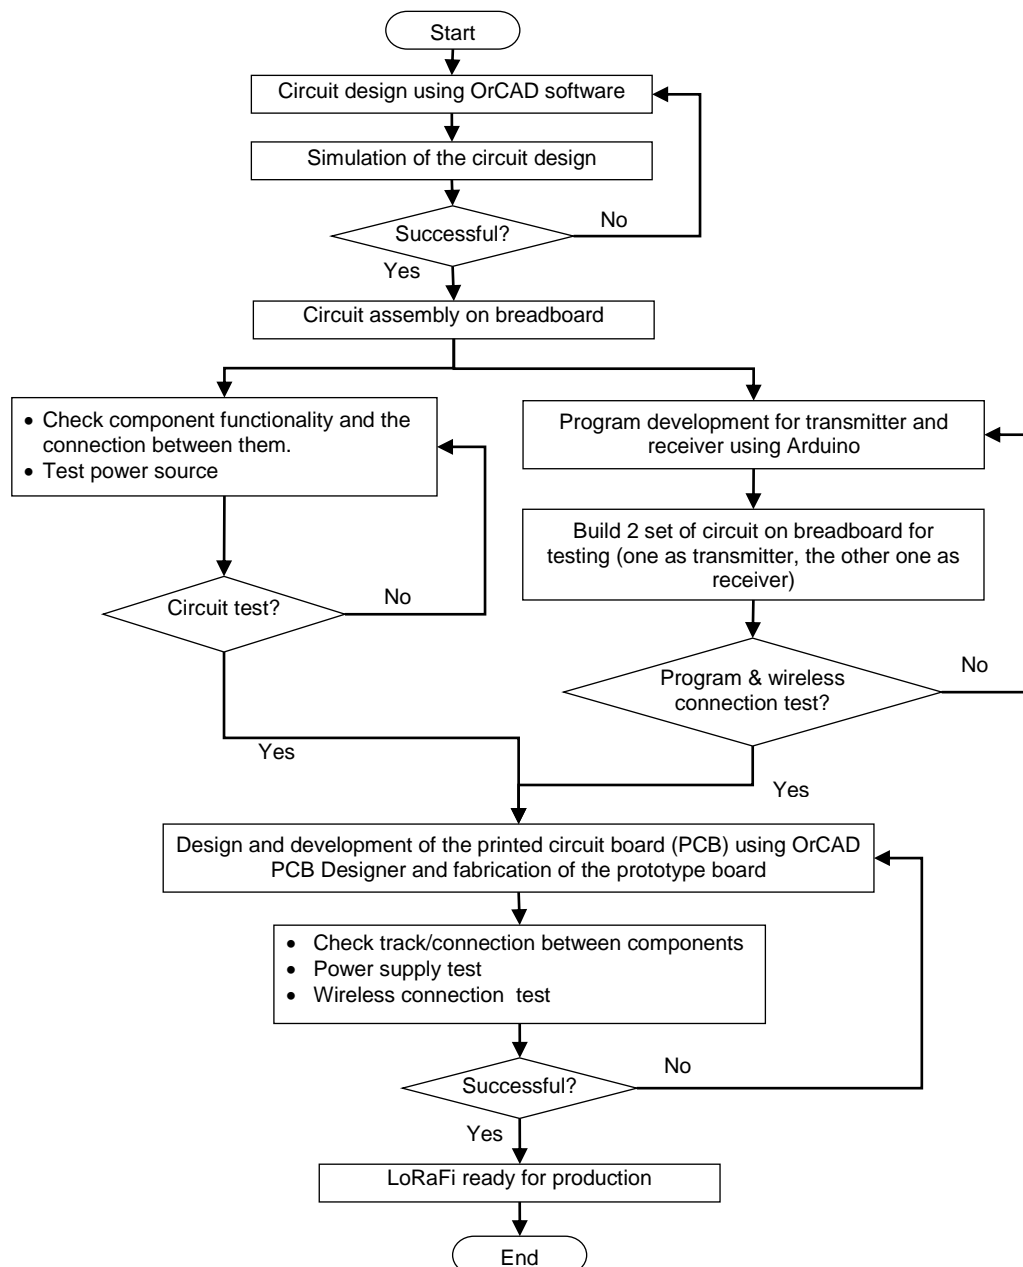 Start
Circuit design using OrCAD software
Simulation of the circuit design
Successful?
No
Yes
Circuit assembly on breadboard
• Check component functionality and the
connection between them.
• Test power source
Circuit test?
No
Yes
Program development for transmitter and
receiver using Arduino
Build 2 set of circuit on breadboard for
testing (one as transmitter, the other one as
receiver)
Program & wireless
connection test?
No
Yes
Design and development of the printed circuit board (PCB) using OrCAD
PCB Designer and fabrication of the prototype board
• Check track/connection between components
• Power supply test
• Wireless connection  test
Successful?
No
Yes
LoRaFi ready for production
End